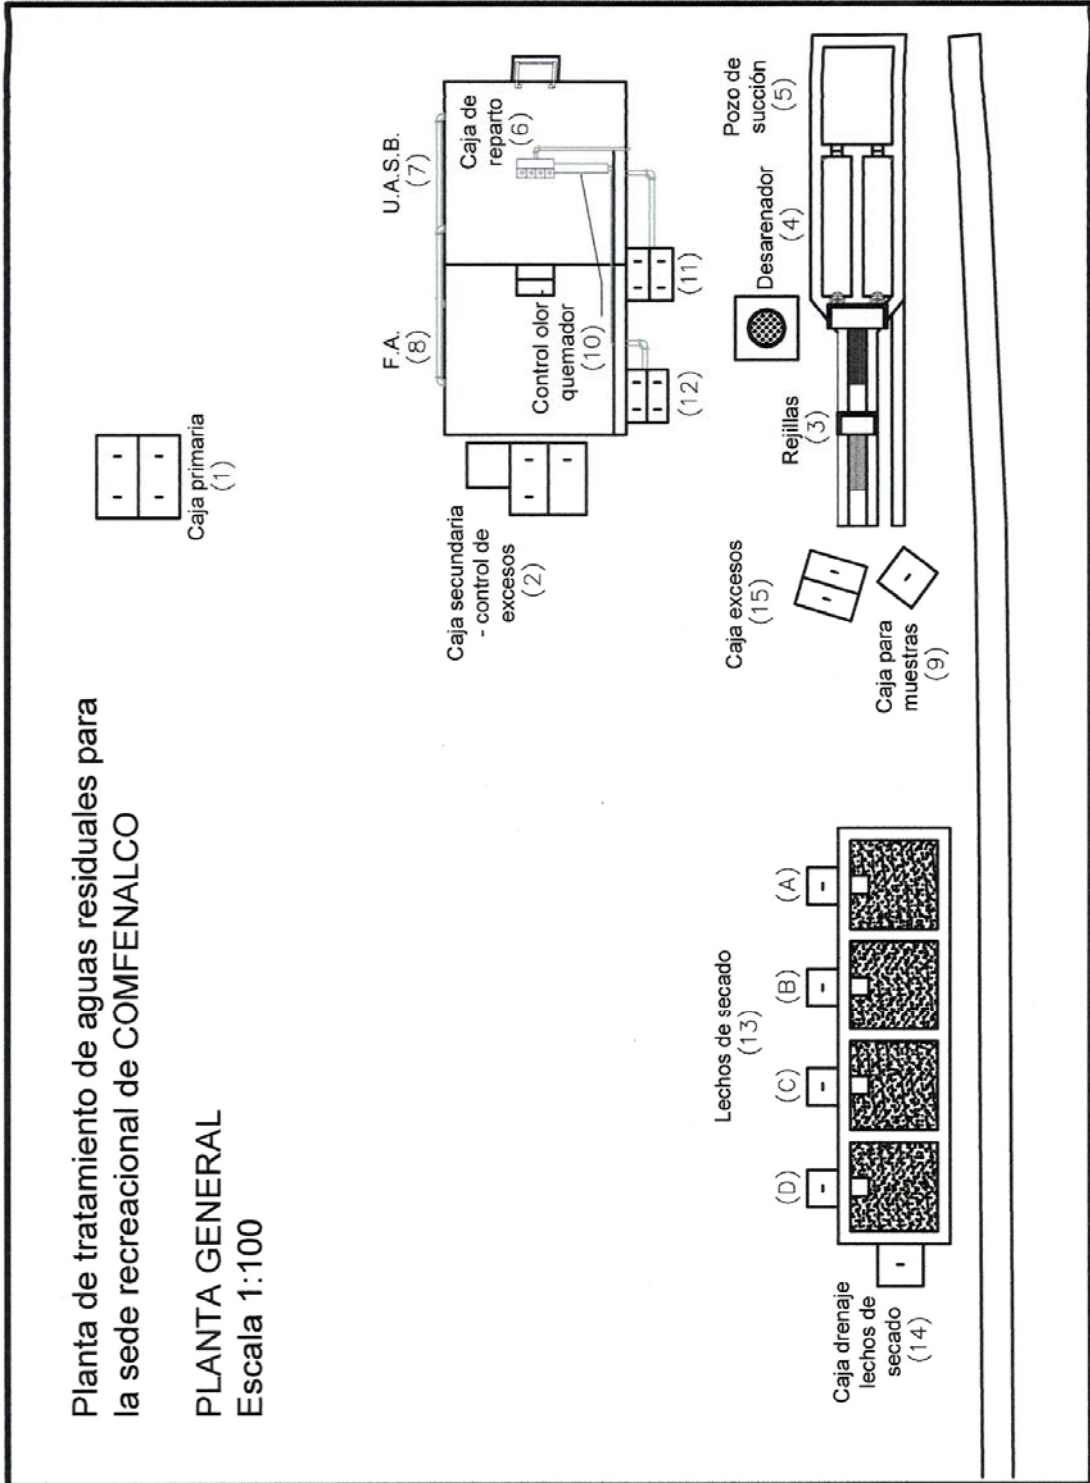 Planta de tratamiento de aguas residuales para
la sede recreacional de COMFENALCO
PLANTA GENERAL
Escala 1:100
Caja primaria
(1)
Caja secundaria
- control de
excesos
(2)
F.A.
(8)
U.A.S.B.
(7)
Caja de
reparto
(6)
Control olor
quemador
(10)
(12)
(11)
Caja excesos
(15)
Caja para
muestras
(9)
Rejillas
(3)
Desarenador
(4)
Pozo de
succión
(5)
Lechos de secado
(13)
(D)
(C)
(B)
(A)
Caja drenaje
lechos de
secado
(14)